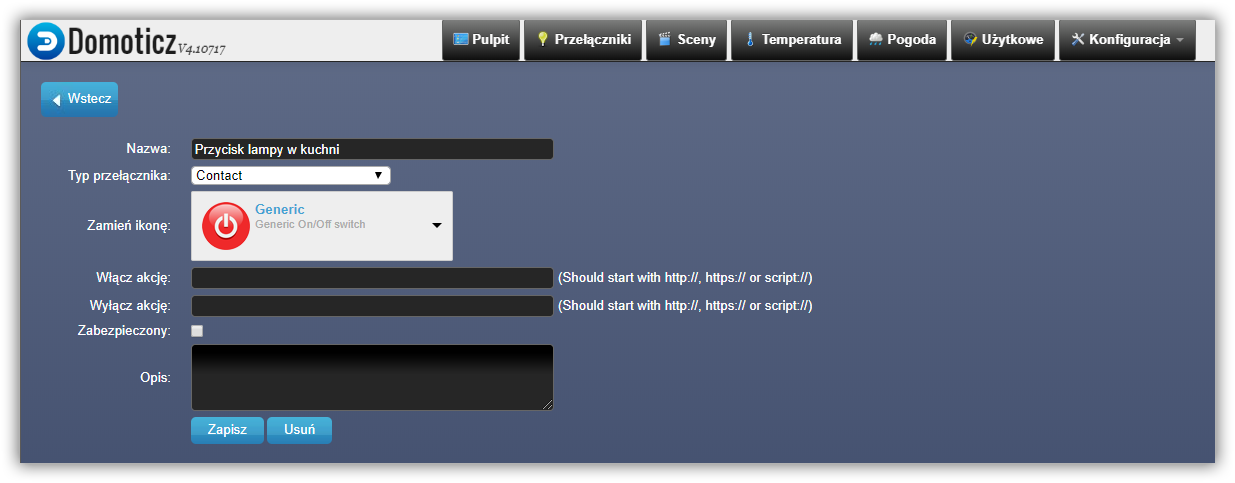 Domoticz V4.10717
Pulpit Przełączniki Sceny Temperatura Pogoda Użytkowe Konfiguracja
Wstecz
Nazwa: Przycisk lampy w kuchni
Typ przełącznika: Contact
Zamień ikonę: Generic
Generic On/Off switch
Włącz akcję: (Should start with http://, https:// or script://)
Wyłącz akcję: (Should start with http://, https:// or script://)
Zabezpieczony:
Opis:
Zapisz Usuń